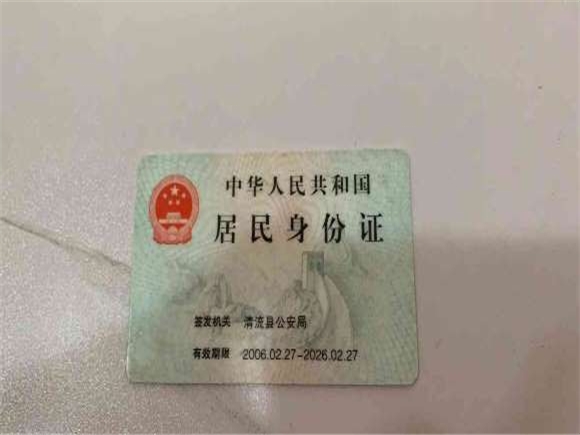 中华人民共和国
居民身份证
签发机关 清流县公安局
有效期限 2006.02.27-2026.02.27